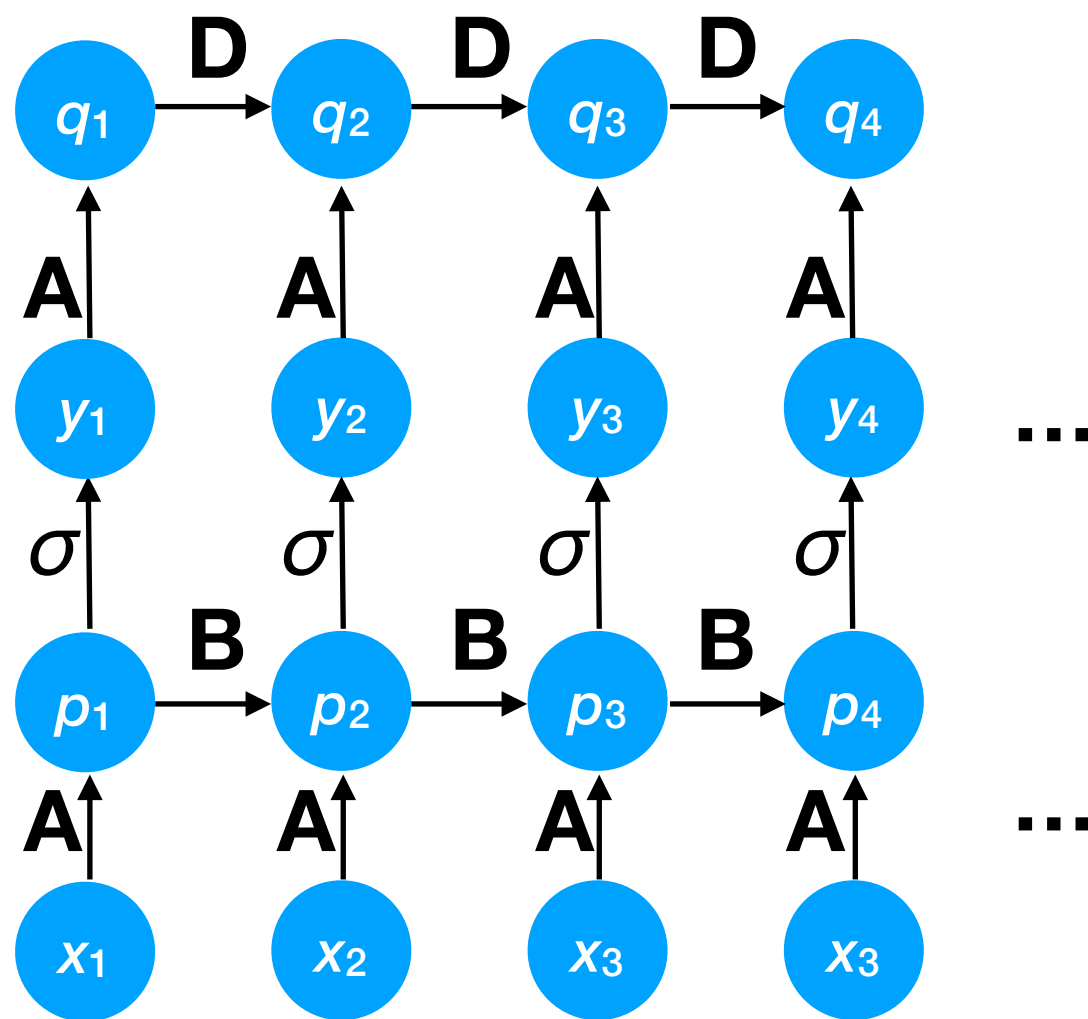 D D D
q1 q2 q3 q4
A A A A
y1 y2 y3 y4
...
σ σ σ σ
B B B
p1 p2 p3 p4
A A A A
...
x1 x2 x3 x3